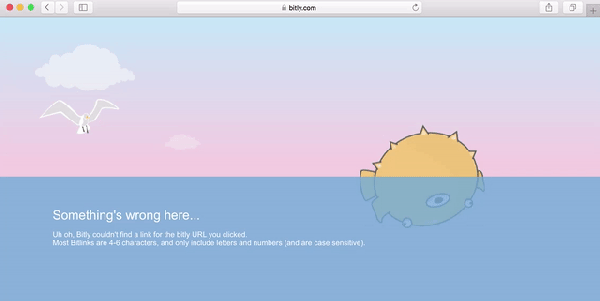 bitly.com
Something's wrong here...
Uh oh, Bitly couldn't find a link for the bitly URL you clicked.
Most Bitlinks are 4-6 characters, and only include letters and numbers (and are case sensitive).